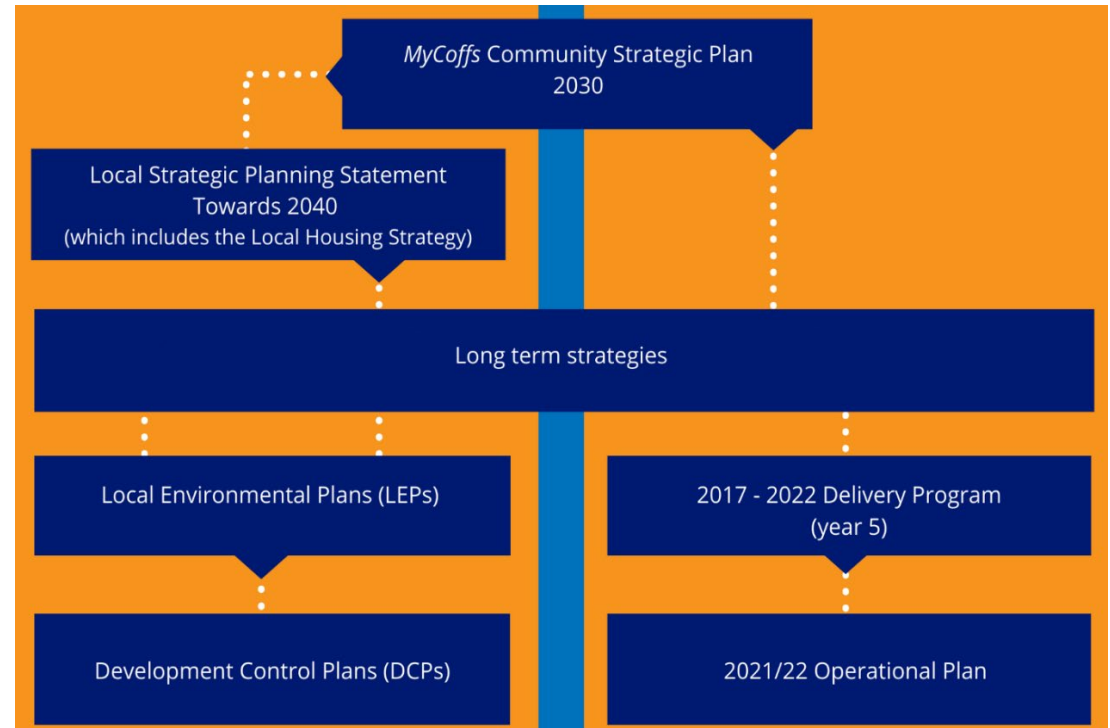 MyCoffs Community Strategic Plan
2030
Local Strategic Planning Statement
Towards 2040
(which includes the Local Housing Strategy)
Long term strategies
Local Environmental Plans (LEPs)
2017 - 2022 Delivery Program
(year 5)
Development Control Plans (DCPs)
2021/22 Operational Plan